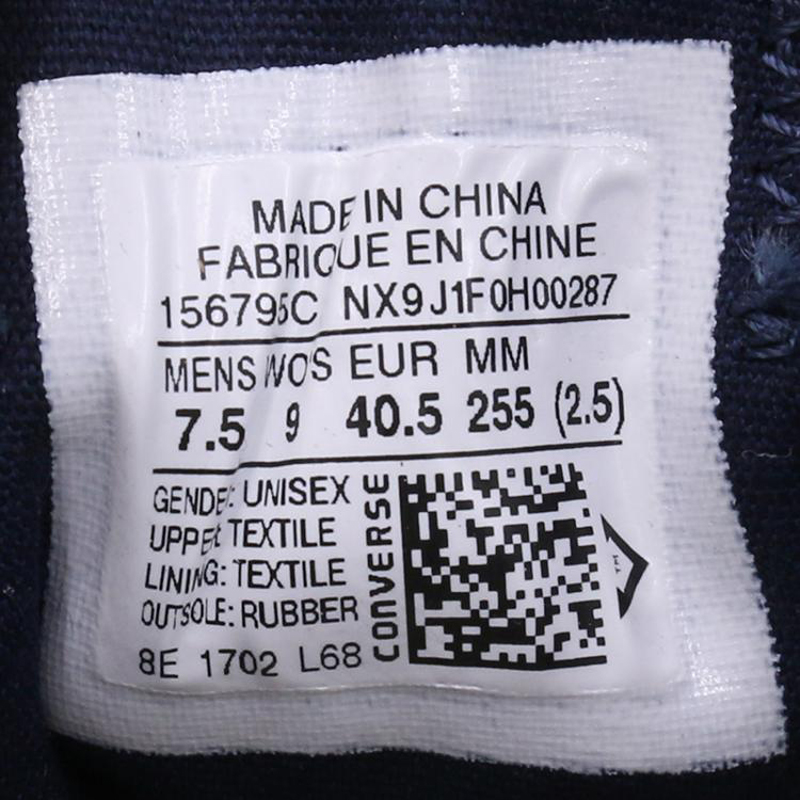 MADE IN CHINA
FABRIQUE EN CHINE
156795C NX9J1F0H00287
MENS WO'S EUR MM
7.5 9 40.5 255 (2.5)
GENDER: UNISEX
UPPER: TEXTILE
LINING: TEXTILE
OUTSOLE: RUBBER
8E 1702 L68
CONVERSE